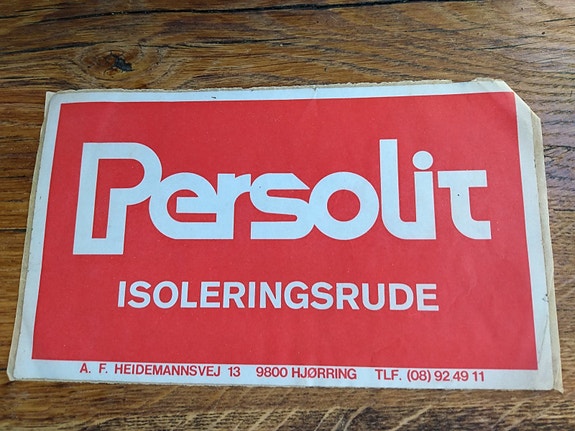 Persolit
ISOLERINGSRUDE
A. F. HEIDEMANNSVEJ 13 9800 HJØRRING TLF. (08) 92 49 11